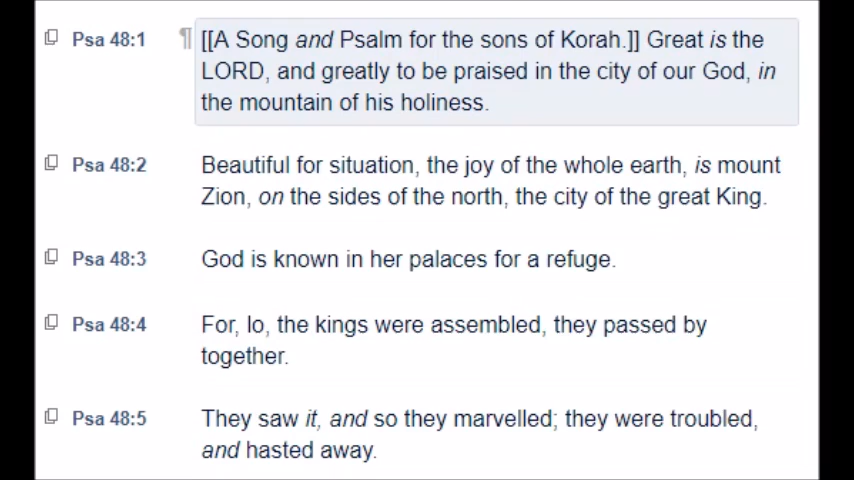 Psa 48:1 ¶ [[A Song and Psalm for the sons of Korah.]] Great is the
LORD, and greatly to be praised in the city of our God, in
the mountain of his holiness.
Psa 48:2 Beautiful for situation, the joy of the whole earth, is mount
Zion, on the sides of the north, the city of the great King.
Psa 48:3 God is known in her palaces for a refuge.
Psa 48:4 For, lo, the kings were assembled, they passed by
together.
Psa 48:5 They saw it, and so they marvelled; they were troubled,
and hasted away.